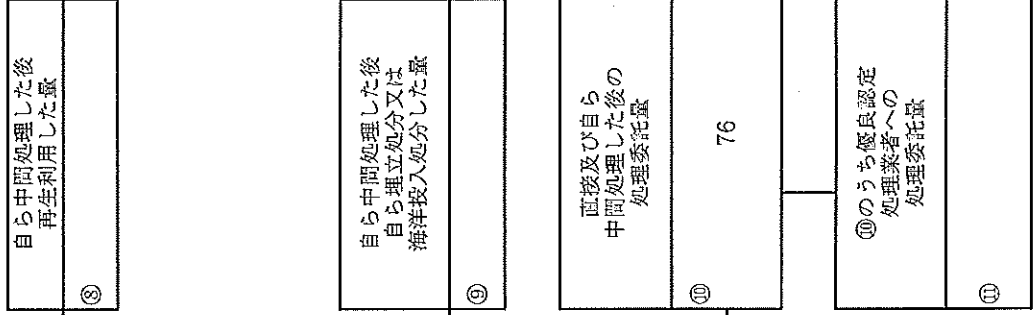 自ら中間処理した後
再生利用した量
⑧
自ら中間処理した後
自ら埋立処分又は
海洋投入処分した量
⑨
直接及び自ら
中間処理した後の
処理委託量
⑩
76
⑩のうち優良認定
処理業者への
処理委託量
⑪